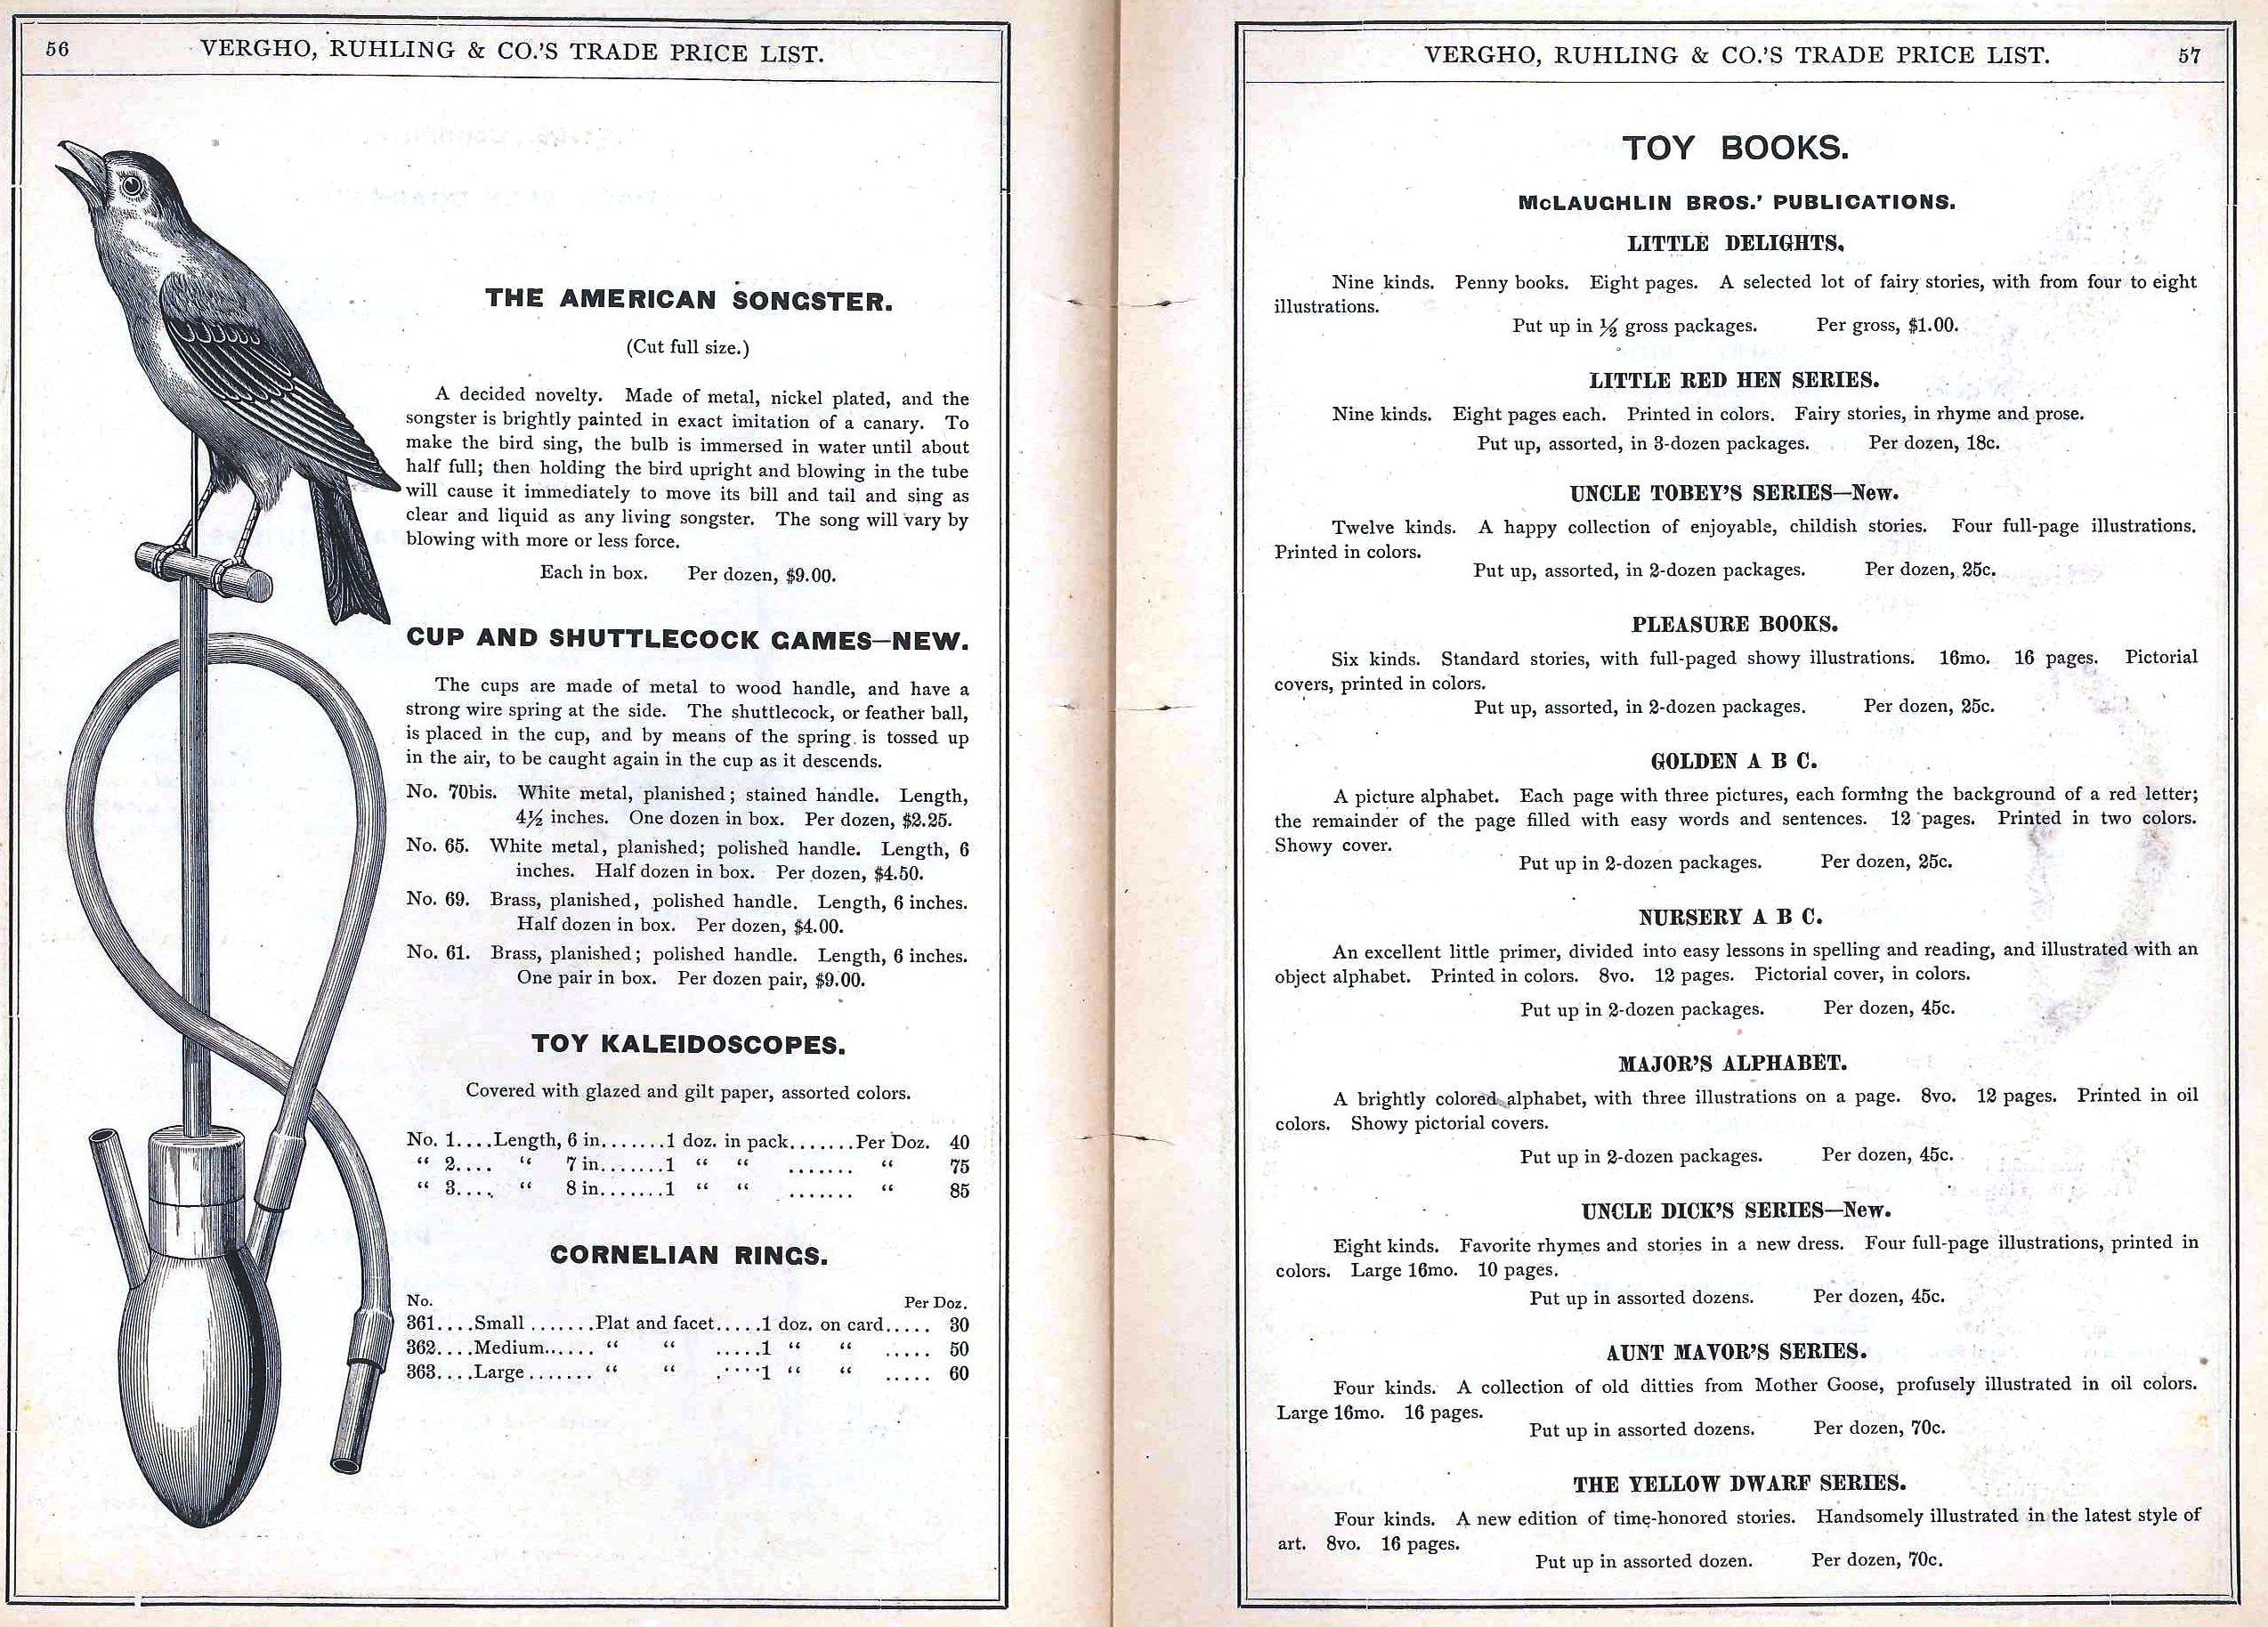 56 VERGHO, RUHLING & CO.'S TRADE PRICE LIST.
THE AMERICAN SONGSTER.
(Cut full size.)
A decided novelty. Made of metal, nickel plated, and the
songster is brightly painted in exact imitation of a canary. To
make the bird sing, the bulb is immersed in water until about
half full; then holding the bird upright and blowing in the tube
will cause it immediately to move its bill and tail and sing as
clear and liquid as any living songster. The song will vary by
blowing with more or less force.
Each in box. Per dozen, $9.00.
CUP AND SHUTTLECOCK GAMES—NEW.
The cups are made of metal to wood handle, and have a
strong wire spring at the side. The shuttlecock, or feather ball,
is placed in the cup, and by means of the spring is tossed up
in the air, to be caught again in the cup as it descends.
No. 70bis. White metal, planished; stained handle. Length,
4½ inches. One dozen in box. Per dozen, $2.25.
No. 65. White metal, planished; polished handle. Length, 6
inches. Half dozen in box. Per dozen, $4.50.
No. 69. Brass, planished, polished handle. Length, 6 inches.
Half dozen in box. Per dozen, $4.00.
No. 61. Brass, planished; polished handle. Length, 6 inches.
One pair in box. Per dozen pair, $9.00.
TOY KALEIDOSCOPES.
Covered with glazed and gilt paper, assorted colors.
No. 1....Length, 6 in.......1 doz. in pack.......Per Doz. 40
“ 2.... “ 7 in.......1 “ “ ....... “ 75
“ 3.... “ 8 in.......1 “ “ ....... “ 85
CORNELIAN RINGS.
No. Per Doz.
361....Small.......Plat and facet.....1 doz. on card..... 30
362....Medium...... “ “ .....1 “ “ ..... 50
363....Large....... “ “ .....1 “ “ ..... 60
VERGHO, RUHLING & CO.'S TRADE PRICE LIST. 57
TOY BOOKS.
McLAUGHLIN BROS.' PUBLICATIONS.
LITTLE DELIGHTS.
Nine kinds. Penny books. Eight pages. A selected lot of fairy stories, with from four to eight
illustrations.
Put up in ½ gross packages. Per gross, $1.00.
LITTLE RED HEN SERIES.
Nine kinds. Eight pages each. Printed in colors. Fairy stories, in rhyme and prose.
Put up, assorted, in 3-dozen packages. Per dozen, 18c.
UNCLE TOBEY'S SERIES—New.
Twelve kinds. A happy collection of enjoyable, childish stories. Four full-page illustrations.
Printed in colors.
Put up, assorted, in 2-dozen packages. Per dozen, 25c.
PLEASURE BOOKS.
Six kinds. Standard stories, with full-paged showy illustrations. 16mo. 16 pages. Pictorial
covers, printed in colors.
Put up, assorted, in 2-dozen packages. Per dozen, 25c.
GOLDEN A B C.
A picture alphabet. Each page with three pictures, each forming the background of a red letter;
the remainder of the page filled with easy words and sentences. 12 pages. Printed in two colors.
Showy cover.
Put up in 2-dozen packages. Per dozen, 25c.
NURSERY A B C.
An excellent little primer, divided into easy lessons in spelling and reading, and illustrated with an
object alphabet. Printed in colors. 8vo. 12 pages. Pictorial cover, in colors.
Put up in 2-dozen packages. Per dozen, 45c.
MAJOR'S ALPHABET.
A brightly colored alphabet, with three illustrations on a page. 8vo. 12 pages. Printed in oil
colors. Showy pictorial covers.
Put up in 2-dozen packages. Per dozen, 45c.
UNCLE DICK'S SERIES—New.
Eight kinds. Favorite rhymes and stories in a new dress. Four full-page illustrations, printed in
colors. Large 16mo. 10 pages.
Put up in assorted dozens. Per dozen, 45c.
AUNT MAVOR'S SERIES.
Four kinds. A collection of old ditties from Mother Goose, profusely illustrated in oil colors.
Large 16mo. 16 pages.
Put up in assorted dozens. Per dozen, 70c.
THE YELLOW DWARF SERIES.
Four kinds. A new edition of time-honored stories. Handsomely illustrated in the latest style of
art. 8vo. 16 pages.
Put up in assorted dozen. Per dozen, 70c.